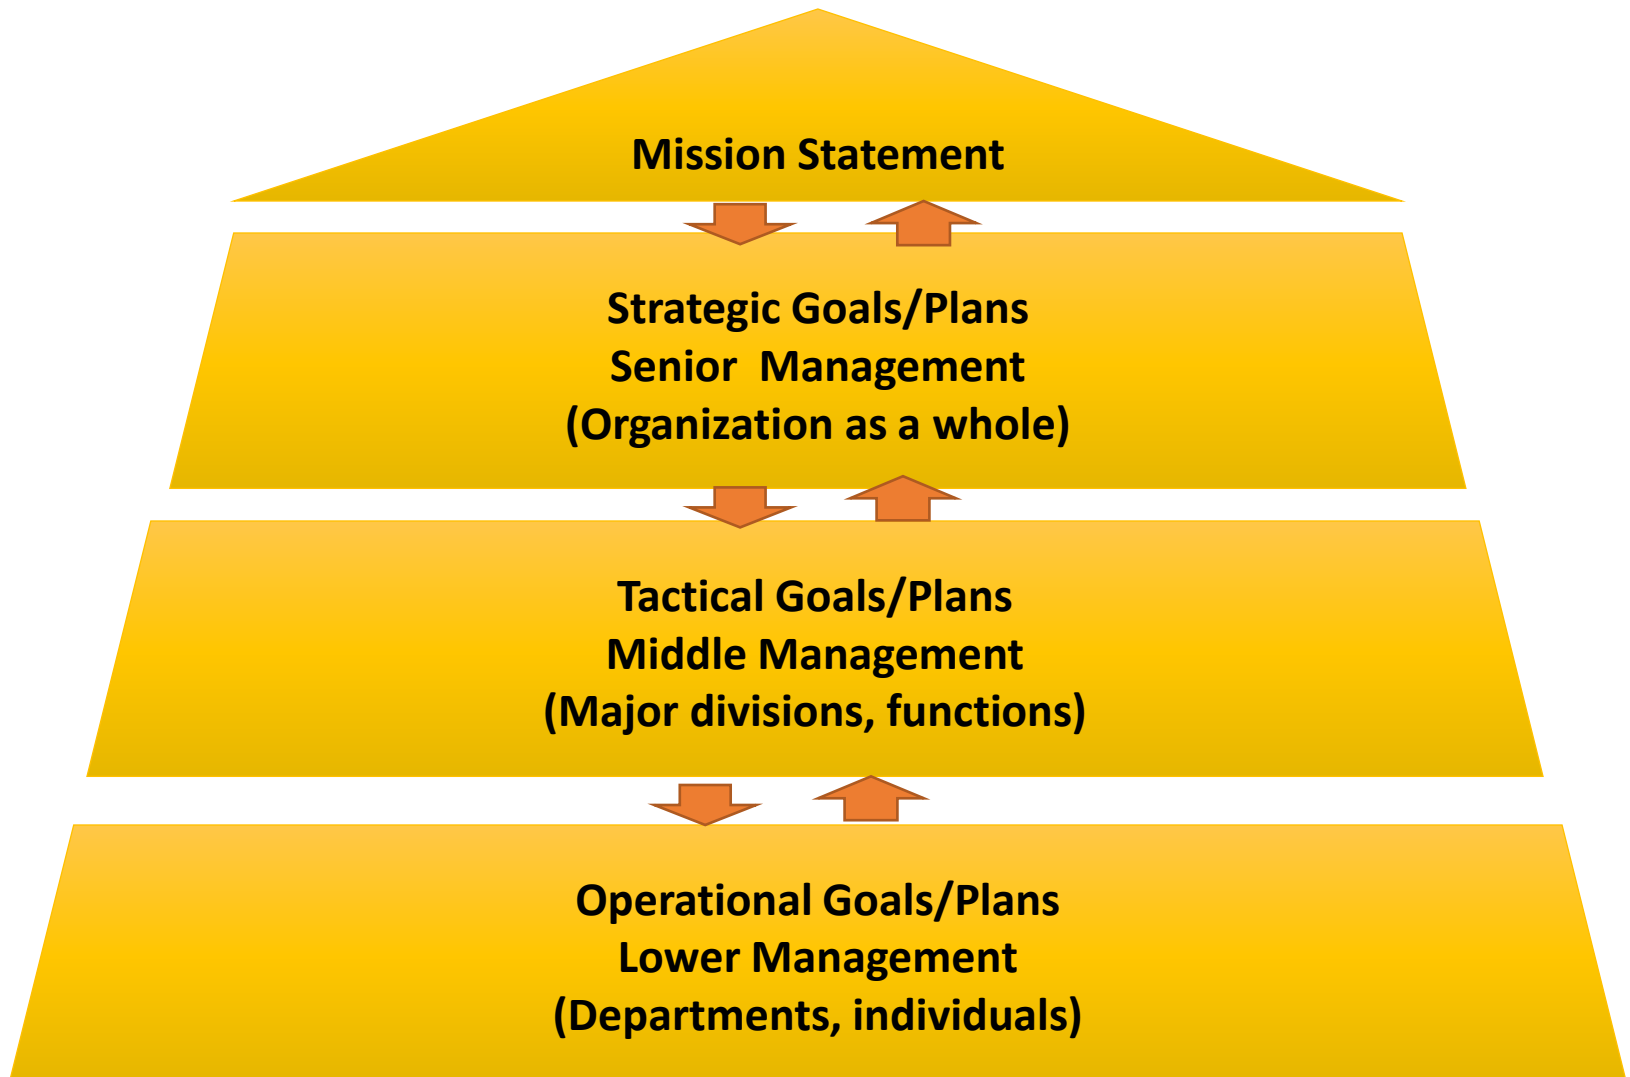 Mission Statement
Strategic Goals/Plans
Senior  Management
(Organization as a whole)
Tactical Goals/Plans
Middle Management
(Major divisions, functions)
Operational Goals/Plans
Lower Management
(Departments, individuals)